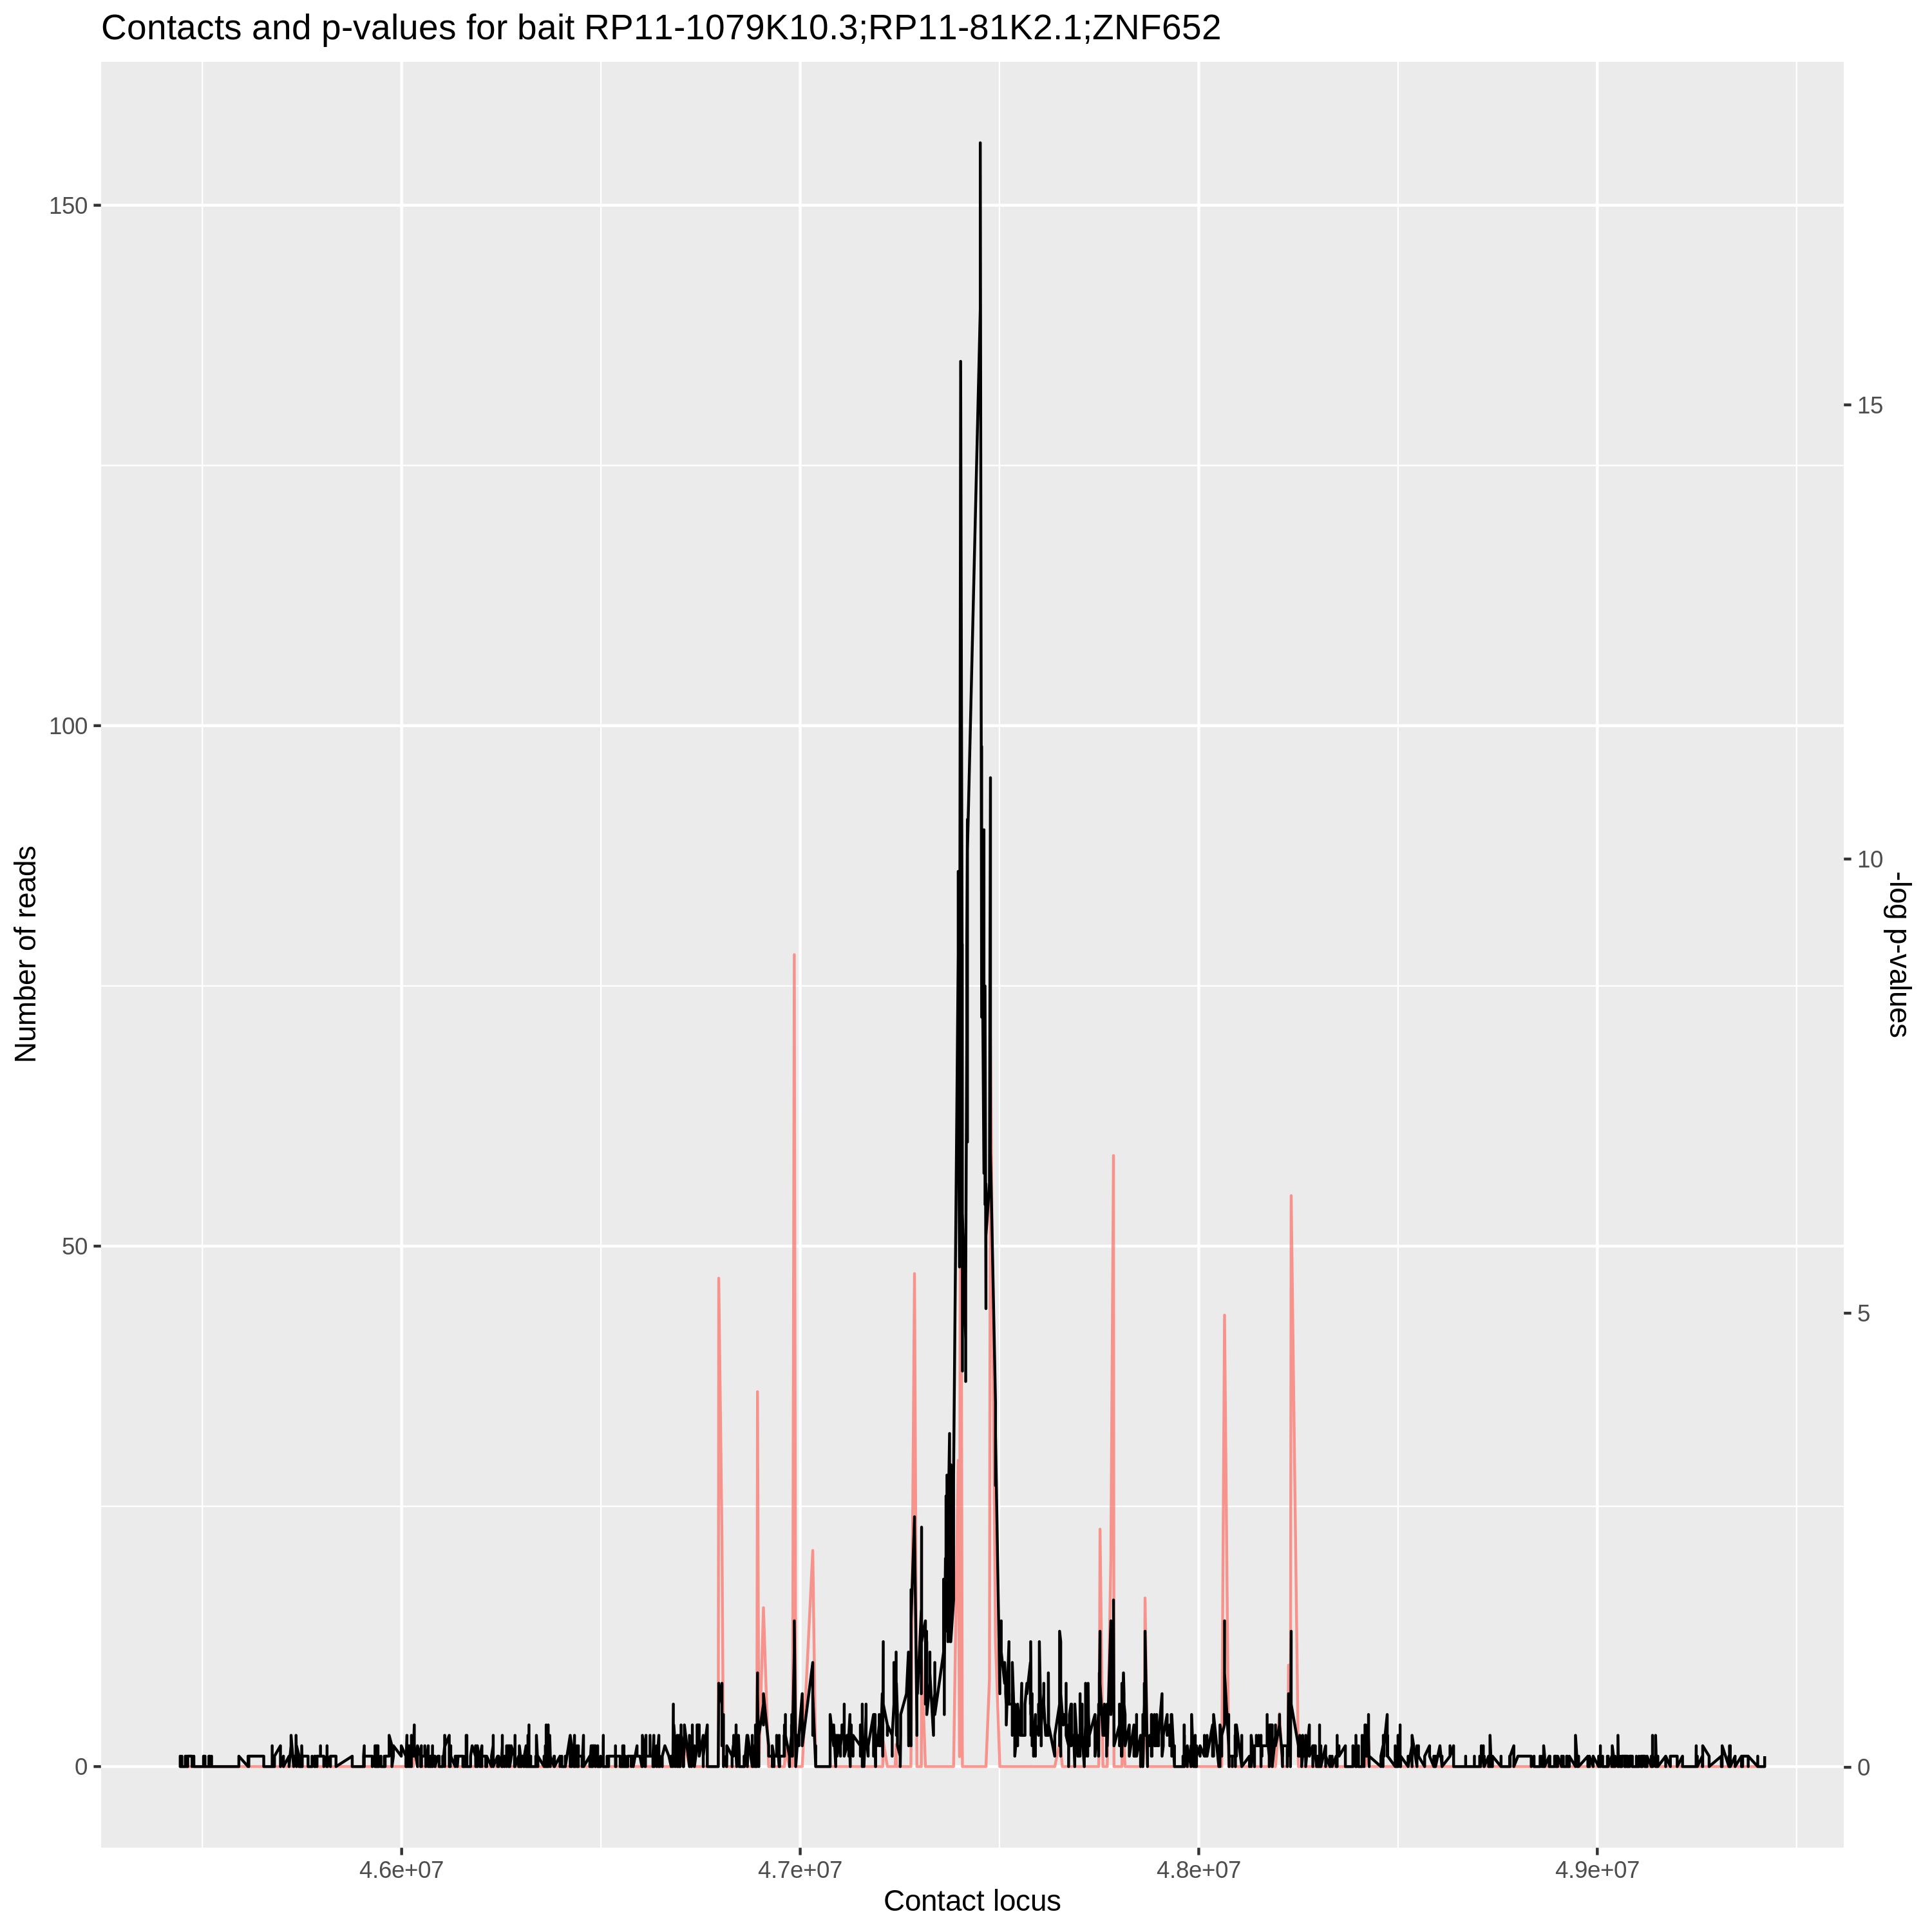 Contacts and p-values for bait RP11-1079K10.3;RP11-81K2.1;ZNF652
150
100
50
0
Number of reads
15
10
5
0
-log p-values
4.6e+07
4.7e+07
4.8e+07
4.9e+07
Contact locus